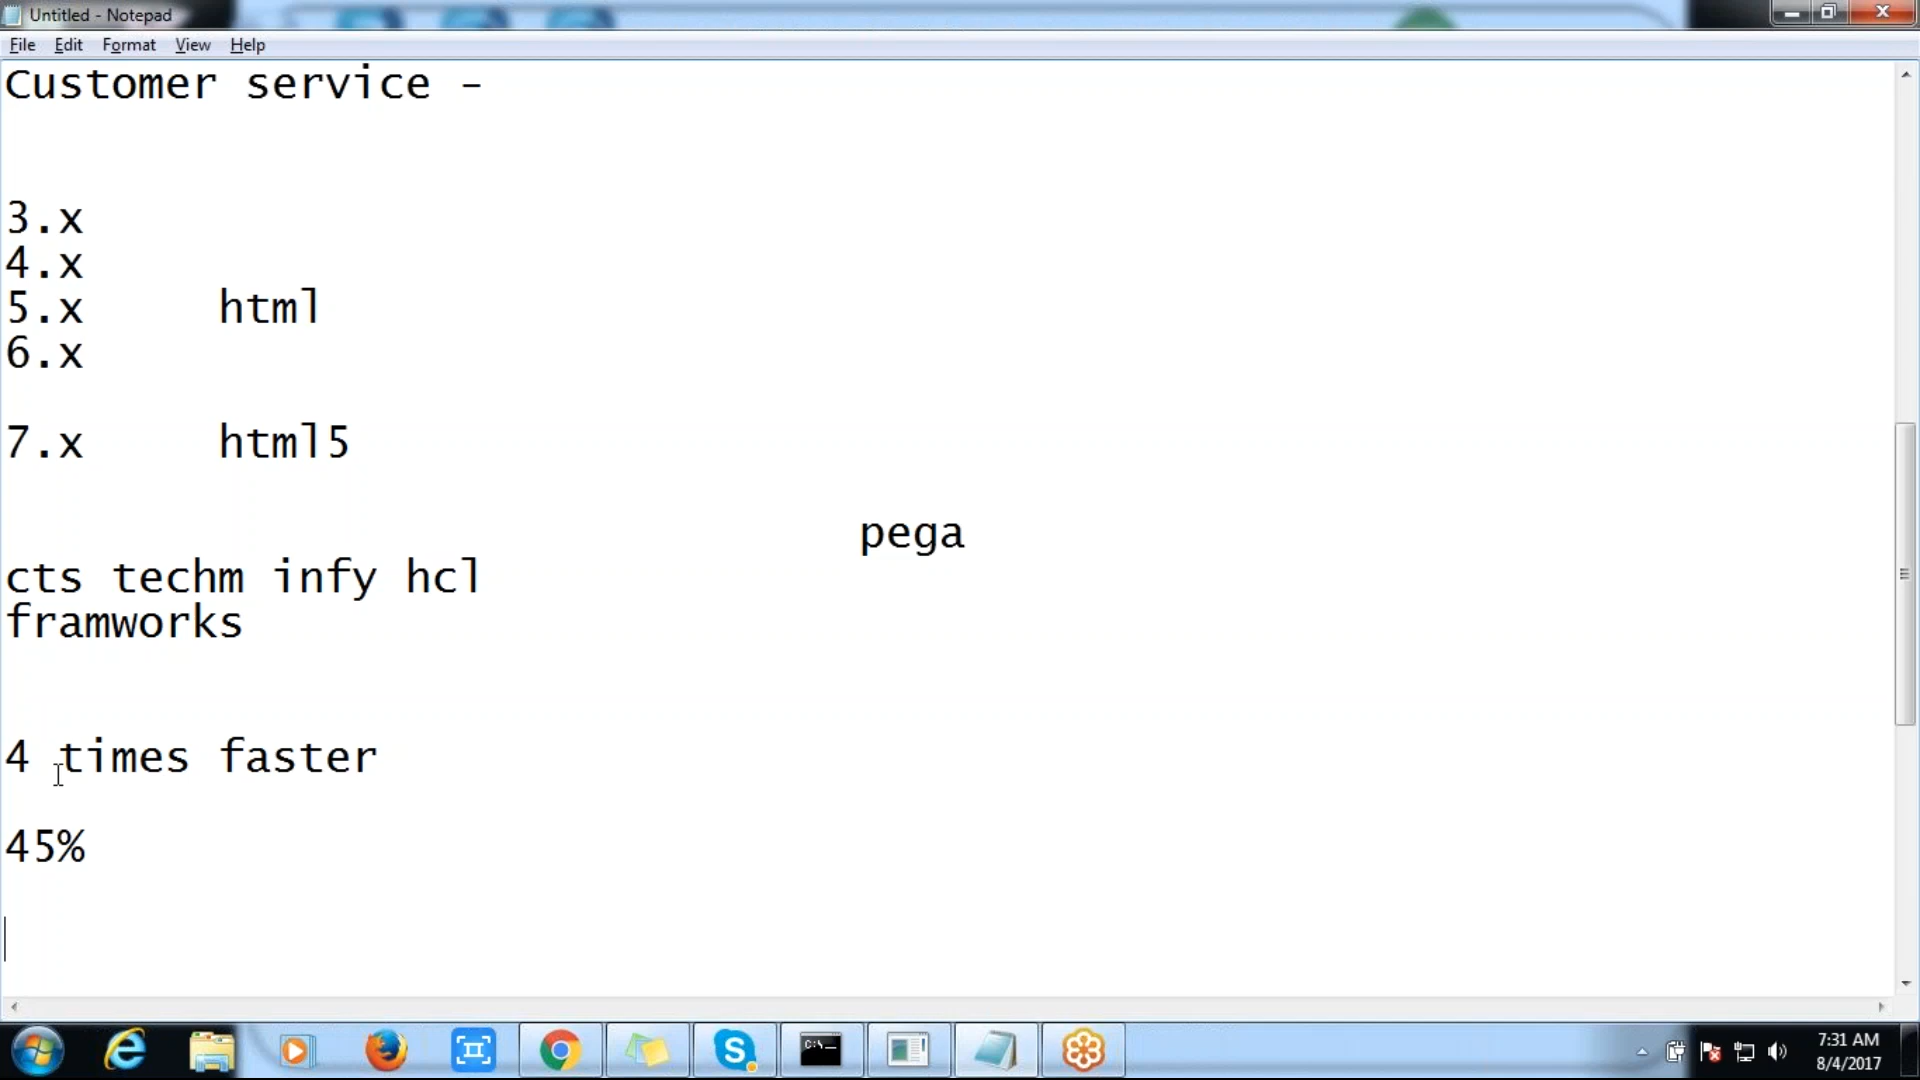 Untitled - Notepad
File Edit Format View Help
Customer service -
3.x
4.x
5.x html
6.x
7.x html5
pega
cts techm infy hcl
framworks
4 times faster
45%
7:31 AM
8/4/2017